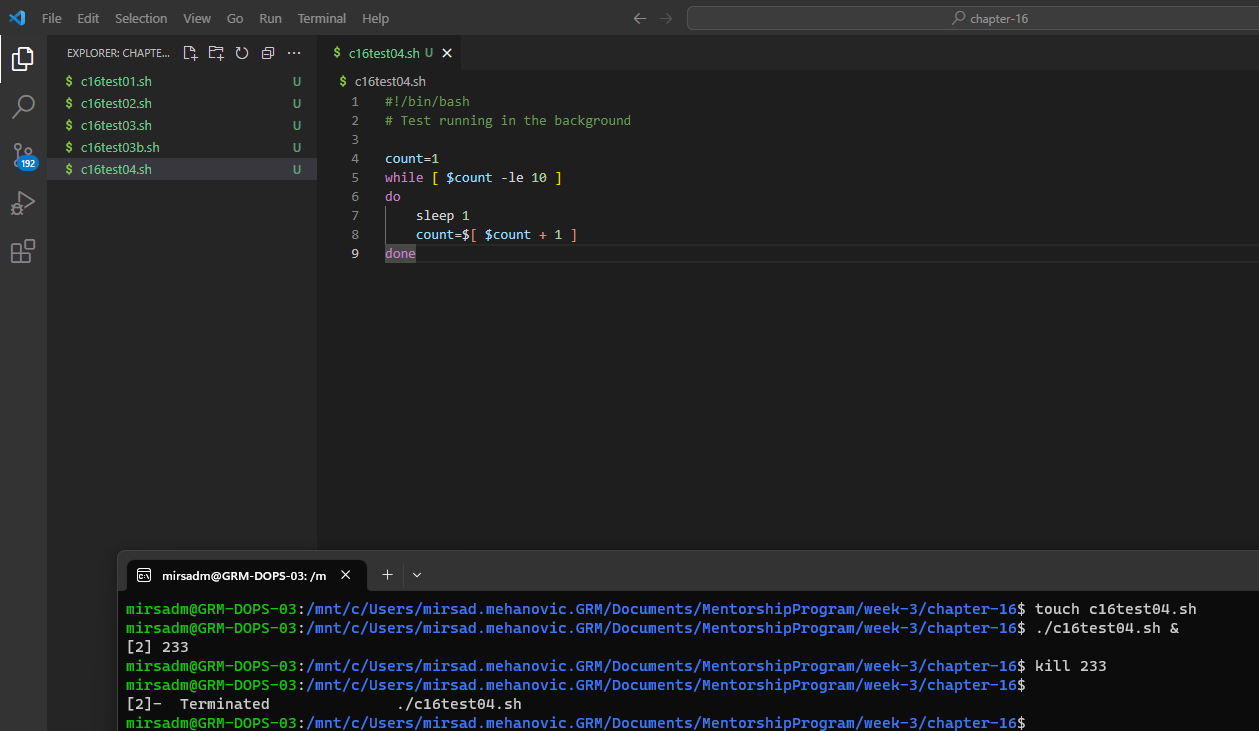 File Edit Selection View Go Run Terminal Help
chapter-16
EXPLORER: CHAPTE...
c16test04.sh U
$ c16test01.sh U
$ c16test02.sh U
$ c16test03.sh U
$ c16test03b.sh U
$ c16test04.sh U
192
$ c16test04.sh
1 #!/bin/bash
2 # Test running in the background
3
4 count=1
5 while [ $count -le 10 ]
6 do
7     sleep 1
8     count=$[ $count + 1 ]
9 done
mirsadm@GRM-DOPS-03: /m
mirsadm@GRM-DOPS-03:/mnt/c/Users/mirsad.mehanovic.GRM/Documents/MentorshipProgram/week-3/chapter-16$ touch c16test04.sh
mirsadm@GRM-DOPS-03:/mnt/c/Users/mirsad.mehanovic.GRM/Documents/MentorshipProgram/week-3/chapter-16$ ./c16test04.sh &
[2] 233
mirsadm@GRM-DOPS-03:/mnt/c/Users/mirsad.mehanovic.GRM/Documents/MentorshipProgram/week-3/chapter-16$ kill 233
mirsadm@GRM-DOPS-03:/mnt/c/Users/mirsad.mehanovic.GRM/Documents/MentorshipProgram/week-3/chapter-16$
[2]-  Terminated              ./c16test04.sh
mirsadm@GRM-DOPS-03:/mnt/c/Users/mirsad.mehanovic.GRM/Documents/MentorshipProgram/week-3/chapter-16$